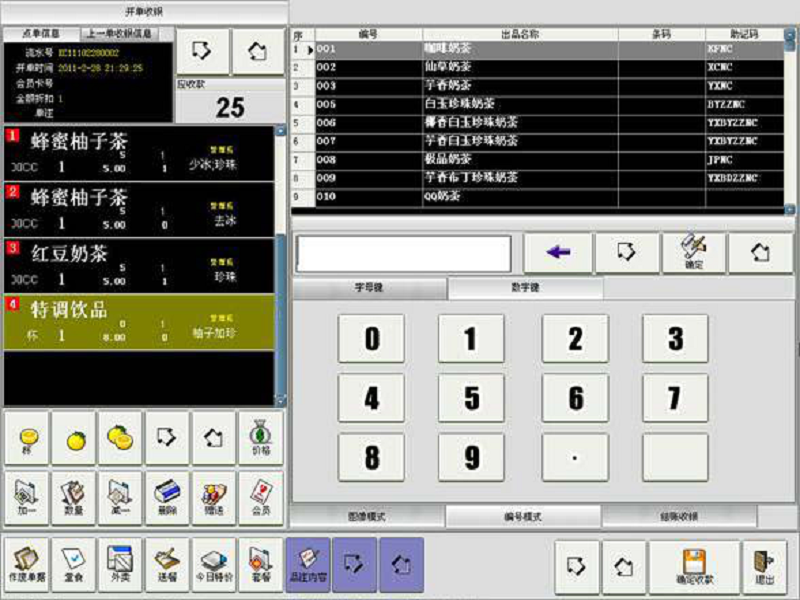 开单收银
点单信息 上一单收银信息
流水号
开单时间 2011-2-28 21:29:25
会员卡号
全额折扣 1
单注
应收款
25
1 蜂蜜柚子茶
5 1
1 5.00 1 少冰;珍珠
2 蜂蜜柚子茶
5 1
1 5.00 0 去冰
3 红豆奶茶
5 1
1 5.00 0 珍珠
4 特调饮品
0 1
杯 1 8.00 0 柚子加珍
序 编号 出品名称 条码 助记码
1 001 咖啡奶茶 KFNC
2 002 仙草奶茶 XCNC
3 003 芋香奶茶 YXNC
4 005 白玉珍珠奶茶 BYZZNC
5 006 椰香白玉珍珠奶茶 YXBYZZNC
6 007 芋香白玉珍珠奶茶 YXBYZZNC
7 008 极品奶茶 JPNC
8 009 芋香布丁珍珠奶茶 YXBDZZNC
9 010 QQ奶茶
确定
字母键 数字键
0 1 2 3
4 5 6 7
8 9 .
图像模式 编号模式 结账收银
杯 价格
加一 数量 减一 删除 赠送 会员
作废单据 堂食 外卖 送餐 今日特价 套餐 品注内容 确定收款 退出